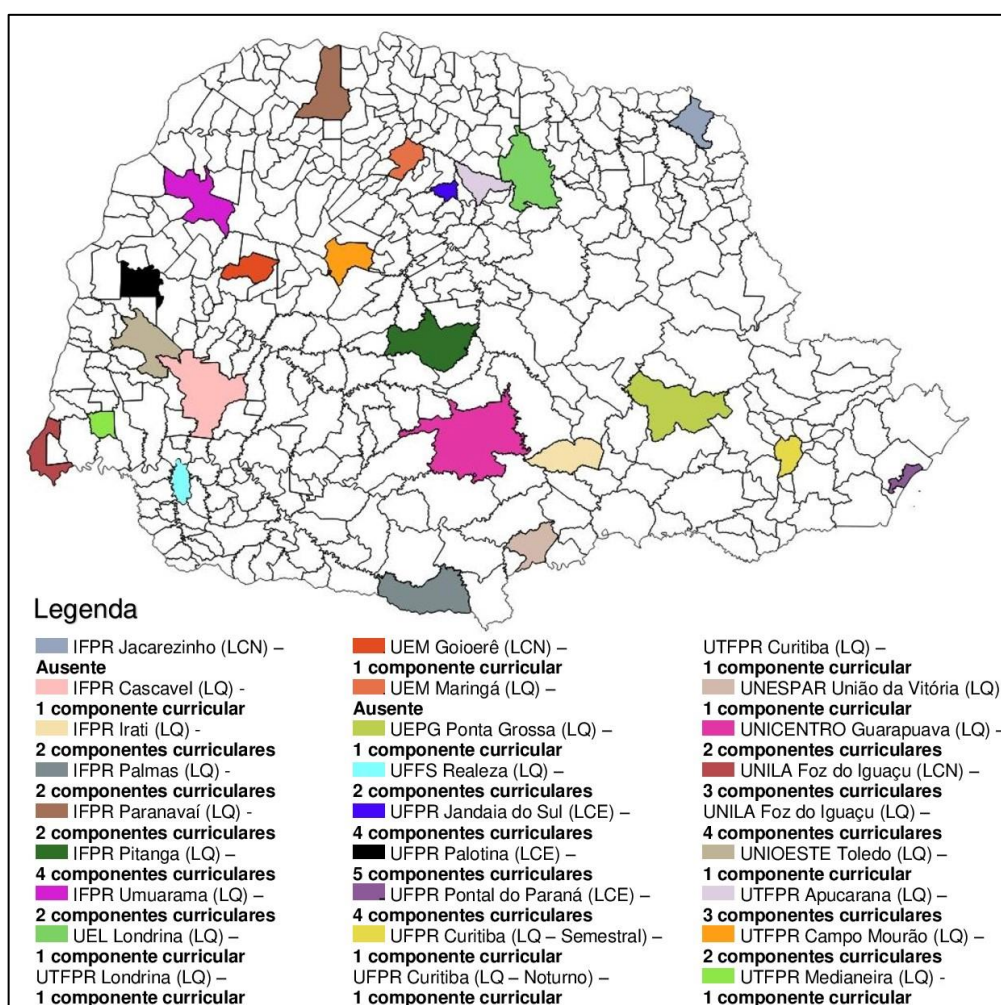 Legenda
IFPR Jacarezinho (LCN) –
Ausente
IFPR Cascavel (LQ) -
1 componente curricular
IFPR Irati (LQ) -
2 componentes curriculares
IFPR Palmas (LQ) -
2 componentes curriculares
IFPR Paranavaí (LQ) -
2 componentes curriculares
IFPR Pitanga (LQ) –
4 componentes curriculares
IFPR Umuarama (LQ) –
2 componentes curriculares
UEL Londrina (LQ) –
1 componente curricular
UTFPR Londrina (LQ) –
1 componente curricular
UEM Goioerê (LCN) –
1 componente curricular
UEM Maringá (LQ) –
Ausente
UEPG Ponta Grossa (LQ) –
1 componente curricular
UFFS Realeza (LQ) –
2 componentes curriculares
UFPR Jandaia do Sul (LCE) –
4 componentes curriculares
UFPR Palotina (LCE) –
5 componentes curriculares
UFPR Pontal do Paraná (LCE) –
4 componentes curriculares
UFPR Curitiba (LQ – Semestral) –
1 componente curricular
UFPR Curitiba (LQ – Noturno) –
1 componente curricular
UTFPR Curitiba (LQ) –
1 componente curricular
UNESPAR União da Vitória (LQ)
1 componente curricular
UNICENTRO Guarapuava (LQ) –
2 componentes curriculares
UNILA Foz do Iguaçu (LCN) –
3 componentes curriculares
UNILA Foz do Iguaçu (LQ) –
4 componentes curriculares
UNIOESTE Toledo (LQ) –
1 componente curricular
UTFPR Apucarana (LQ) –
3 componentes curriculares
UTFPR Campo Mourão (LQ) –
2 componentes curriculares
UTFPR Medianeira (LQ) -
1 componente curricular